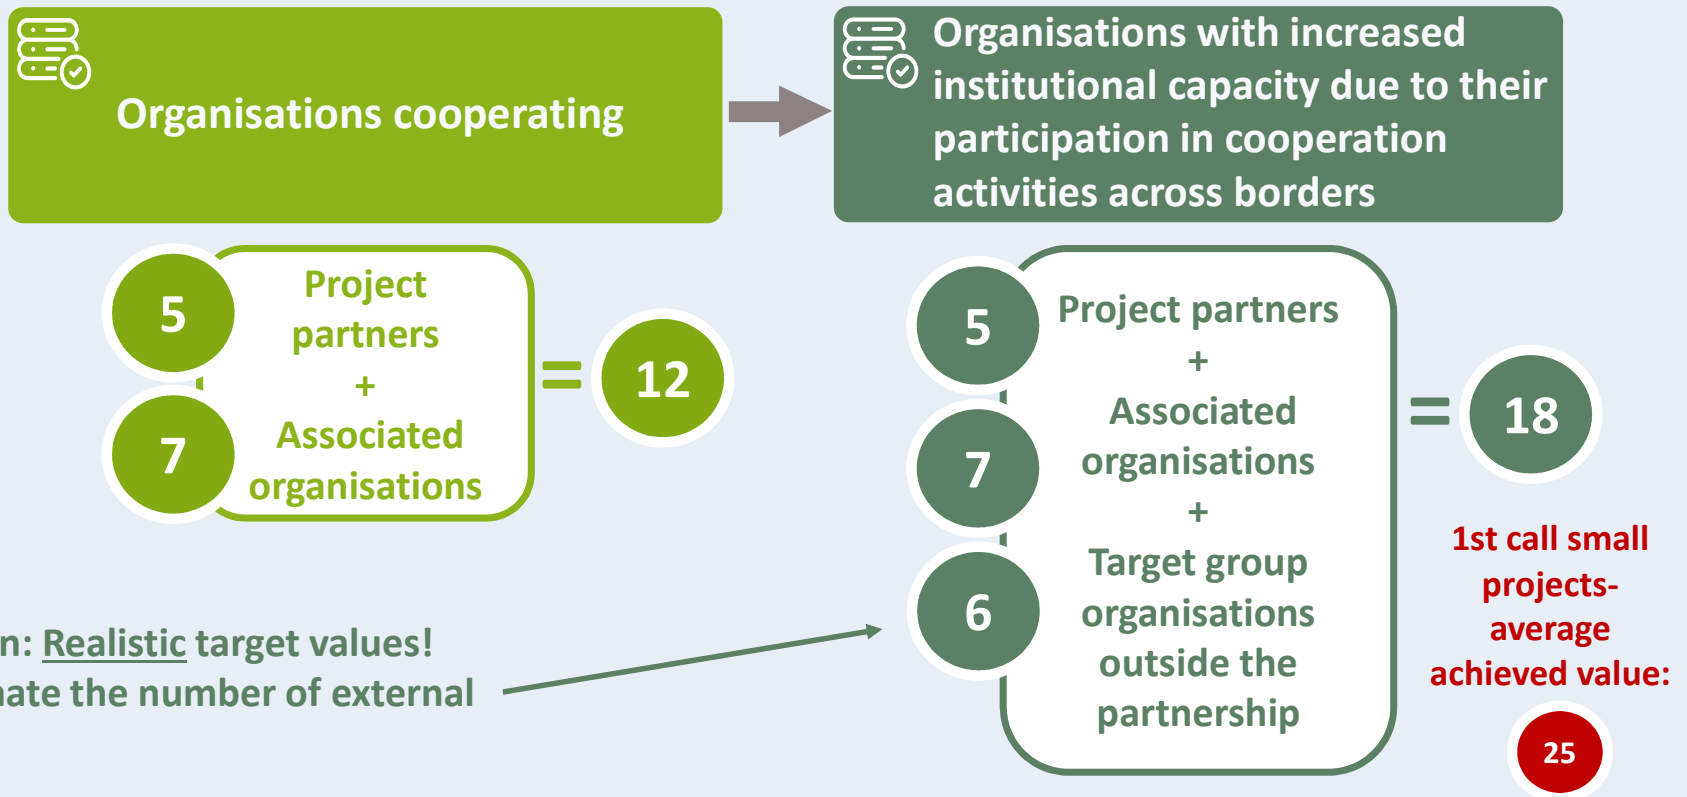 Organisations cooperating
Organisations with increased
institutional capacity due to their
participation in cooperation
activities across borders
5
7
Project
partners
+
Associated
organisations
=
12
5
7
6
Project partners
+
Associated
organisations
+
Target group
organisations
outside the
partnership
=
18
1st call small
projects-
average
achieved value:
25
Realistic target values!
the number of external